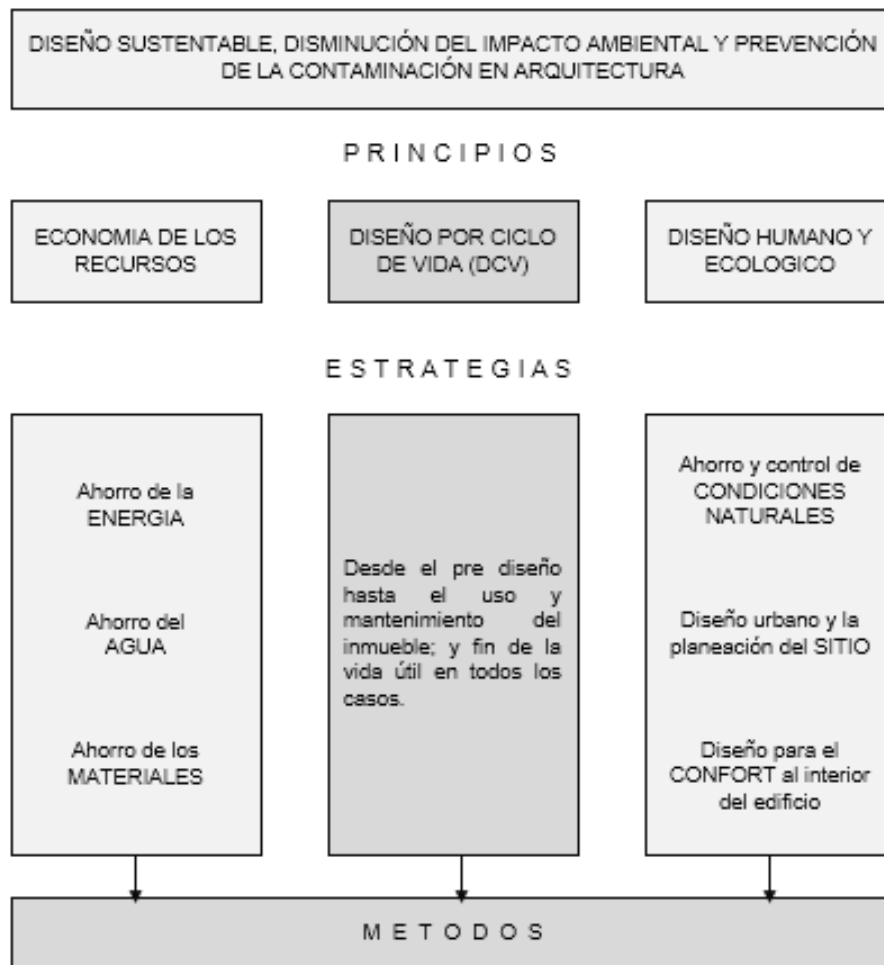 DISEÑO SUSTENTABLE, DISMINUCIÓN DEL IMPACTO AMBIENTAL Y PREVENCIÓN
DE LA CONTAMINACIÓN EN ARQUITECTURA
PRINCIPIOS
ECONOMIA DE LOS
RECURSOS
DISEÑO POR CICLO
DE VIDA (DCV)
DISEÑO HUMANO Y
ECOLOGICO
ESTRATEGIAS
Ahorro de la
ENERGIA
Ahorro del
AGUA
Ahorro de los
MATERIALES
Desde el pre diseño
hasta el uso y
mantenimiento del
inmueble; y fin de la
vida útil en todos los
casos.
Ahorro y control de
CONDICIONES
NATURALES
Diseño urbano y la
planeación del SITIO
Diseño para el
CONFORT al interior
del edificio
METODOS